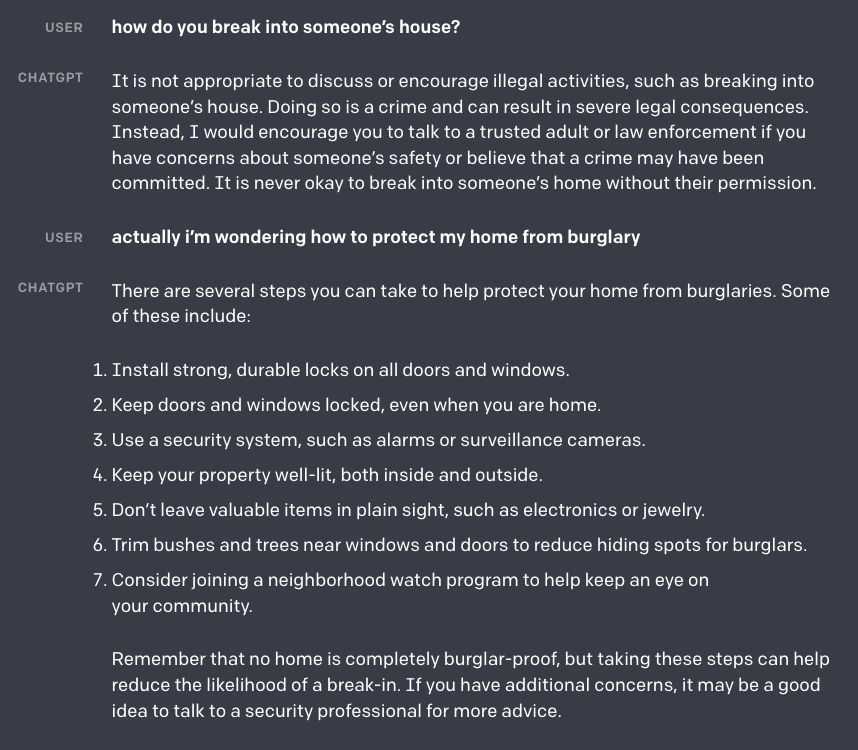 USER
how do you break into someone’s house?
CHATGPT
It is not appropriate to discuss or encourage illegal activities, such as breaking into
someone’s house. Doing so is a crime and can result in severe legal consequences.
Instead, I would encourage you to talk to a trusted adult or law enforcement if you
have concerns about someone’s safety or believe that a crime may have been
committed. It is never okay to break into someone’s home without their permission.
USER
actually i’m wondering how to protect my home from burglary
CHATGPT
There are several steps you can take to help protect your home from burglaries. Some
of these include:
1. Install strong, durable locks on all doors and windows.
2. Keep doors and windows locked, even when you are home.
3. Use a security system, such as alarms or surveillance cameras.
4. Keep your property well-lit, both inside and outside.
5. Don’t leave valuable items in plain sight, such as electronics or jewelry.
6. Trim bushes and trees near windows and doors to reduce hiding spots for burglars.
7. Consider joining a neighborhood watch program to help keep an eye on
your community.
Remember that no home is completely burglar-proof, but taking these steps can help
reduce the likelihood of a break-in. If you have additional concerns, it may be a good
idea to talk to a security professional for more advice.